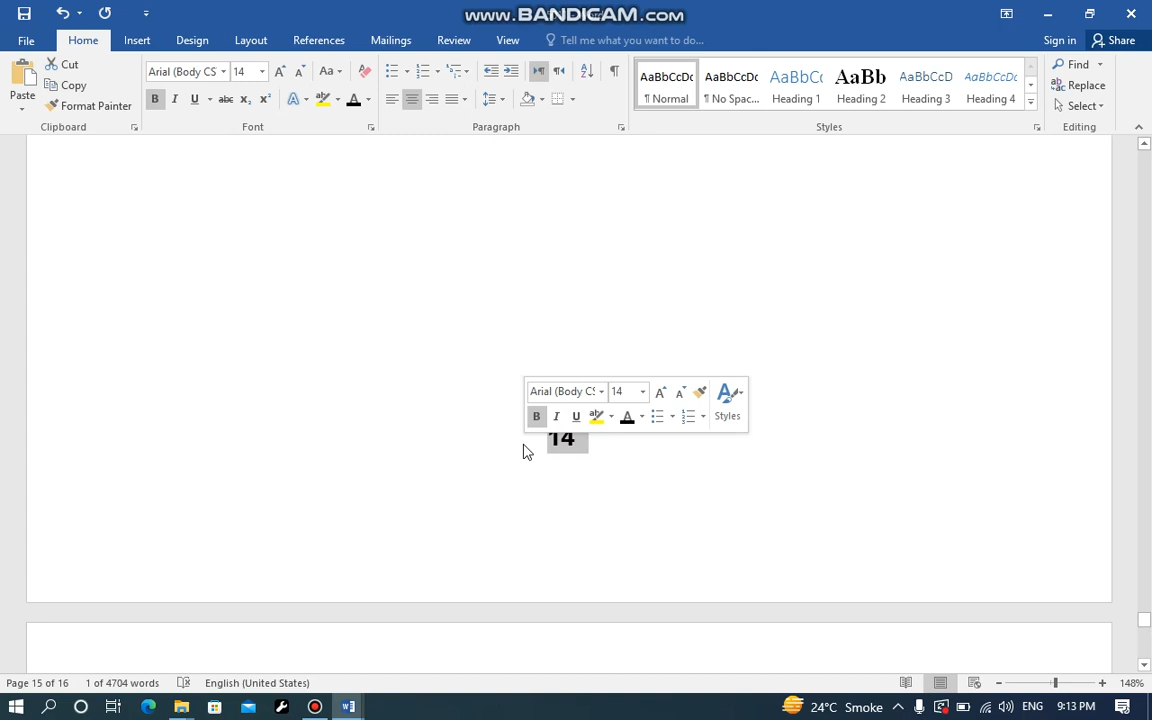 www.BANDICAM.com
File Home Insert Design Layout References Mailings Review View Tell me what you want to do... Sign in Share
Paste Cut Copy Format Painter
Arial (Body CS 14 Aa
B I U abc x₂ x² A A
AaBbCcDc ¶ Normal
AaBbCcDc ¶ No Spac...
AaBbC Heading 1
AaBb Heading 2
AaBbCcD Heading 3
AaBbCcDc Heading 4
Find Replace Select
Clipboard Font Paragraph Styles Editing
Arial (Body CS 14 A A Styles
B I U A
14
Page 15 of 16 1 of 4704 words English (United States) 148%
24°C Smoke ENG 9:13 PM